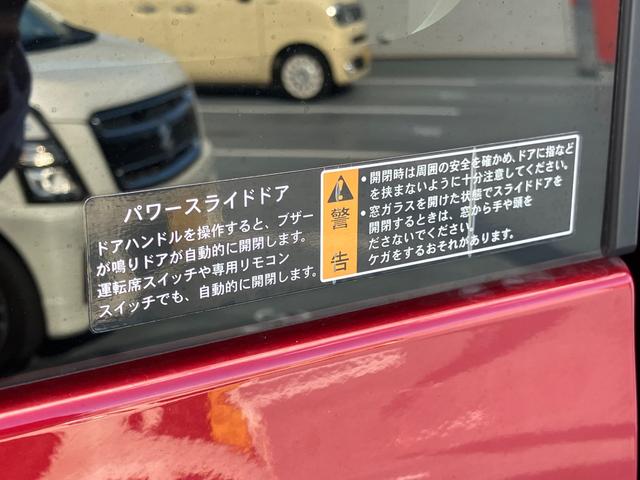 パワースライドドア
ドアハンドルを操作すると、ブザー
が鳴りドアが自動的に開閉します。
運転席スイッチや専用リモコン
スイッチでも、自動的に開閉します。
警告
・開閉時は周囲の安全を確かめ、ドアに指など
を挟まないように十分注意してください。
・窓ガラスを開けた状態でスライドドアを
開閉するときは、窓から手や頭を
ださないでください。
ケガをするおそれがあります。